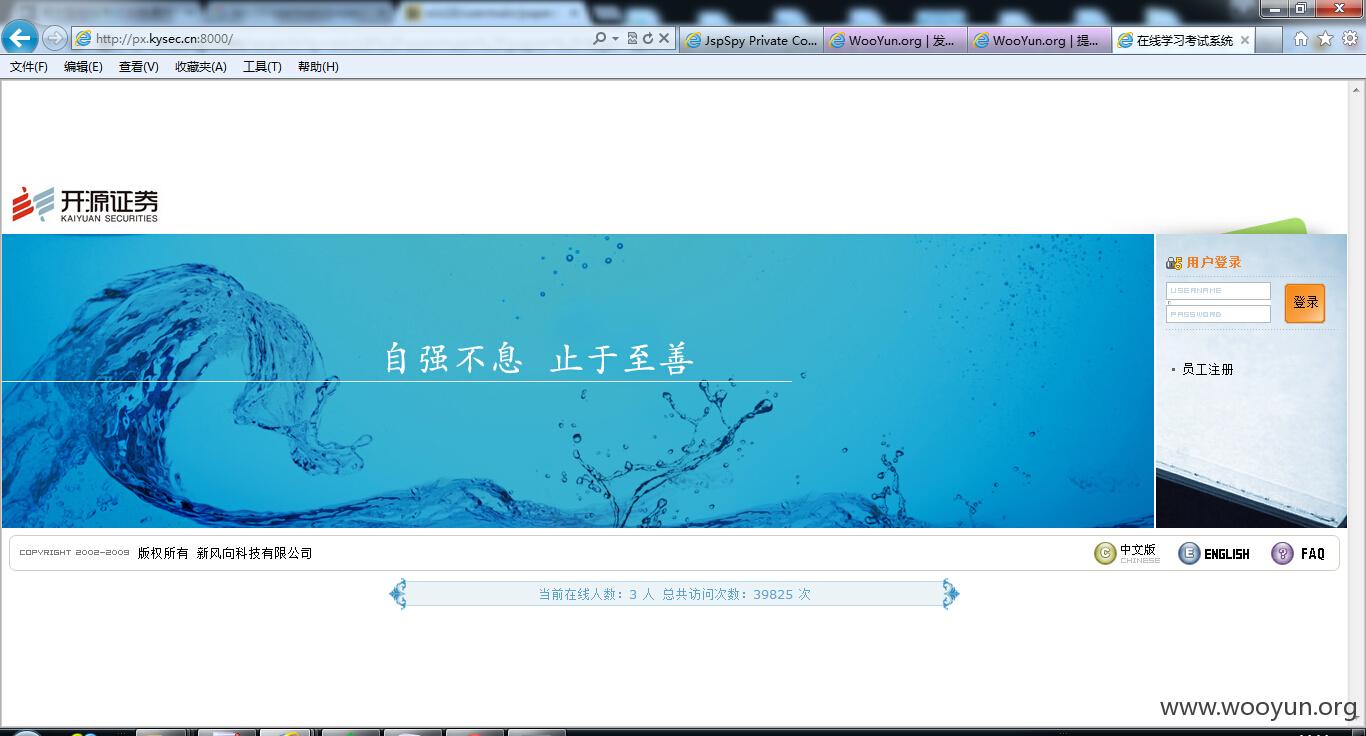 http://px.kysec.cn:8000/
JspSpy Private Co...
WooYun.org | 发...
WooYun.org | 提...
在线学习考试系统
文件(F) 编辑(E) 查看(V) 收藏夹(A) 工具(T) 帮助(H)
开源证券
KAIYUAN SECURITIES
自强不息 止于至善
用户登录
USERNAME
PASSWORD
登录
员工注册
COPYRIGHT 2002-2009 版权所有 新风向科技有限公司
中文版
CHINESE
ENGLISH
FAQ
当前在线人数: 3 人 总共访问次数: 39825 次
www.wooyun.org